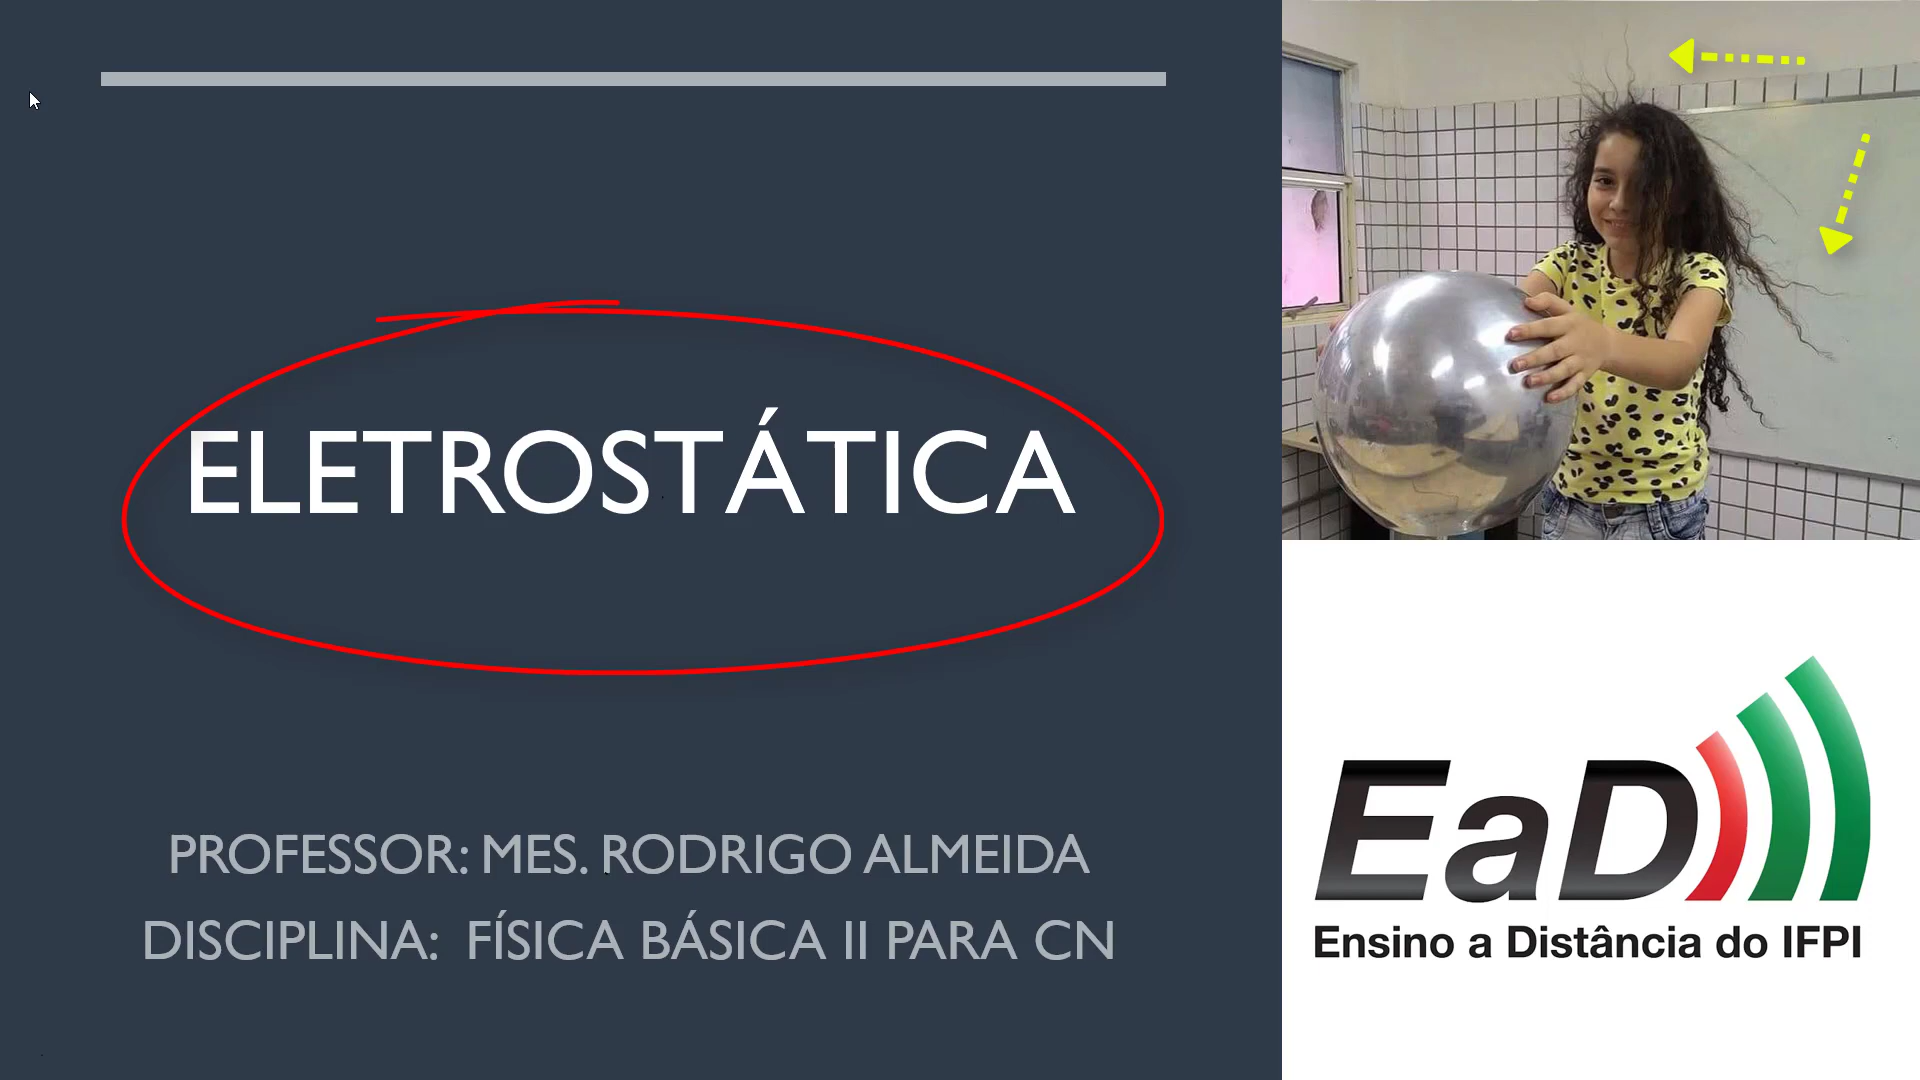 ELETROSTÁTICA
PROFESSOR: MES. RODRIGO ALMEIDA
DISCIPLINA: FÍSICA BÁSICA II PARA CN
EaD
Ensino a Distância do IFPI